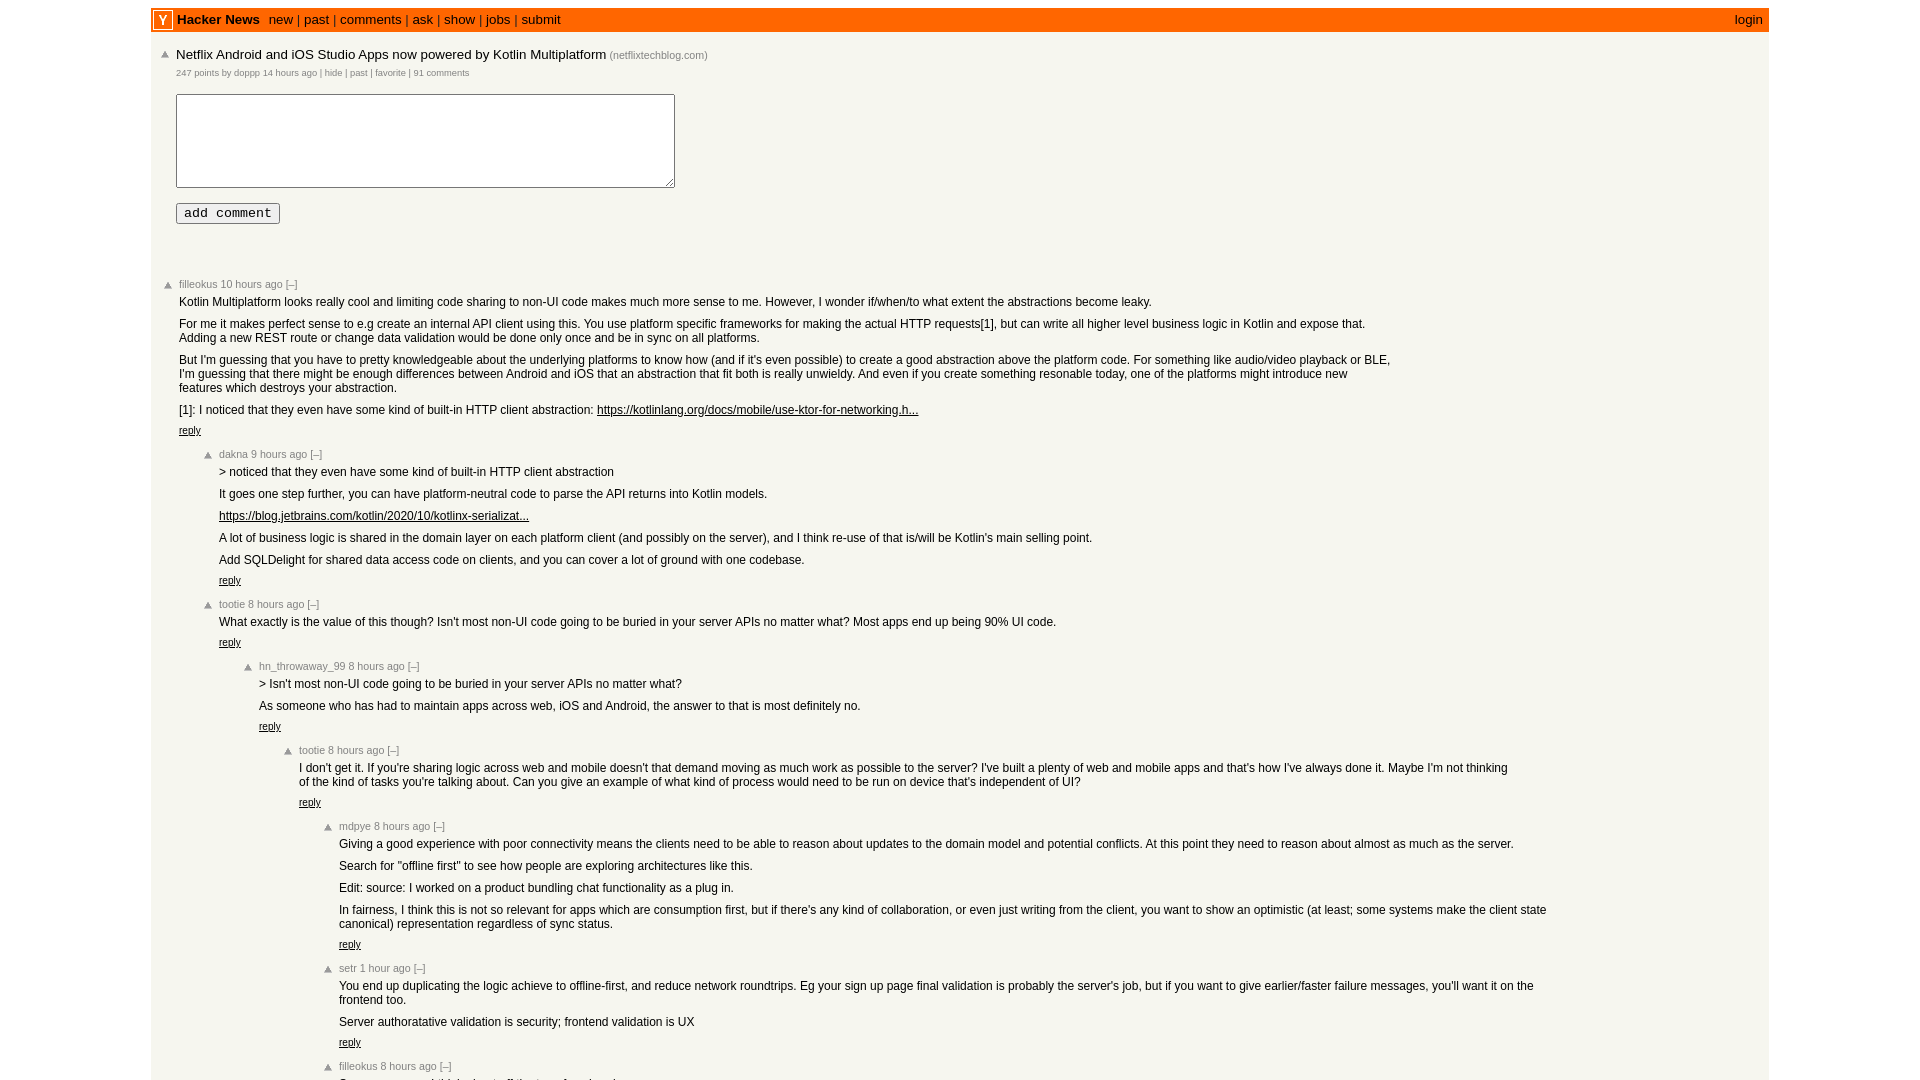 Y Hacker News new | past | comments | ask | show | jobs | submit login
Netflix Android and iOS Studio Apps now powered by Kotlin Multiplatform (netflixtechblog.com)
247 points by doppp 14 hours ago | hide | past | favorite | 91 comments
add comment
filleokus 10 hours ago [–]
Kotlin Multiplatform looks really cool and limiting code sharing to non-UI code makes much more sense to me. However, I wonder if/when/to what extent the abstractions become leaky.
For me it makes perfect sense to e.g create an internal API client using this. You use platform specific frameworks for making the actual HTTP requests[1], but can write all higher level business logic in Kotlin and expose that.
Adding a new REST route or change data validation would be done only once and be in sync on all platforms.
But I'm guessing that you have to pretty knowledgeable about the underlying platforms to know how (and if it's even possible) to create a good abstraction above the platform code. For something like audio/video playback or BLE,
I'm guessing that there might be enough differences between Android and iOS that an abstraction that fit both is really unwieldy. And even if you create something resonable today, one of the platforms might introduce new
features which destroys your abstraction.
[1]: I noticed that they even have some kind of built-in HTTP client abstraction: https://kotlinlang.org/docs/mobile/use-ktor-for-networking.h...
reply
dakna 9 hours ago [–]
> noticed that they even have some kind of built-in HTTP client abstraction
It goes one step further, you can have platform-neutral code to parse the API returns into Kotlin models.
https://blog.jetbrains.com/kotlin/2020/10/kotlinx-serializat...
A lot of business logic is shared in the domain layer on each platform client (and possibly on the server), and I think re-use of that is/will be Kotlin's main selling point.
Add SQLDelight for shared data access code on clients, and you can cover a lot of ground with one codebase.
reply
tootie 8 hours ago [–]
What exactly is the value of this though? Isn't most non-UI code going to be buried in your server APIs no matter what? Most apps end up being 90% UI code.
reply
hn_throwaway_99 8 hours ago [–]
> Isn't most non-UI code going to be buried in your server APIs no matter what?
As someone who has had to maintain apps across web, iOS and Android, the answer to that is most definitely no.
reply
tootie 8 hours ago [–]
I don't get it. If you're sharing logic across web and mobile doesn't that demand moving as much work as possible to the server? I've built a plenty of web and mobile apps and that's how I've always done it. Maybe I'm not thinking
of the kind of tasks you're talking about. Can you give an example of what kind of process would need to be run on device that's independent of UI?
reply
mdpye 8 hours ago [–]
Giving a good experience with poor connectivity means the clients need to be able to reason about updates to the domain model and potential conflicts. At this point they need to reason about almost as much as the server.
Search for "offline first" to see how people are exploring architectures like this.
Edit: source: I worked on a product bundling chat functionality as a plug in.
In fairness, I think this is not so relevant for apps which are consumption first, but if there's any kind of collaboration, or even just writing from the client, you want to show an optimistic (at least; some systems make the client state
canonical) representation regardless of sync status.
reply
setr 1 hour ago [–]
You end up duplicating the logic achieve to offline-first, and reduce network roundtrips. Eg your sign up page final validation is probably the server's job, but if you want to give earlier/faster failure messages, you'll want it on the
frontend too.
Server authoratative validation is security; frontend validation is UX
reply
filleokus 8 hours ago [–]